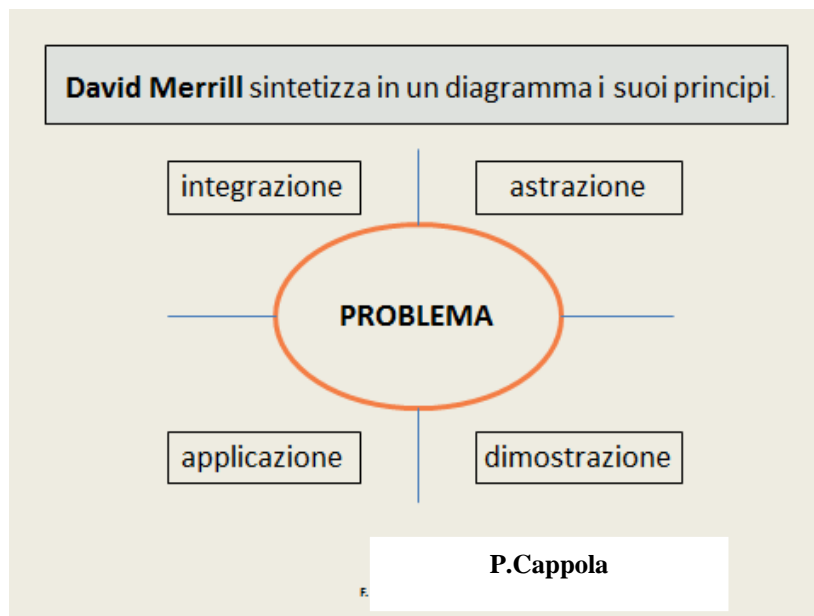 David Merrill sintetizza in un diagramma i suoi principi.
integrazione
astrazione
PROBLEMA
applicazione
dimostrazione
P.Cappola
F.